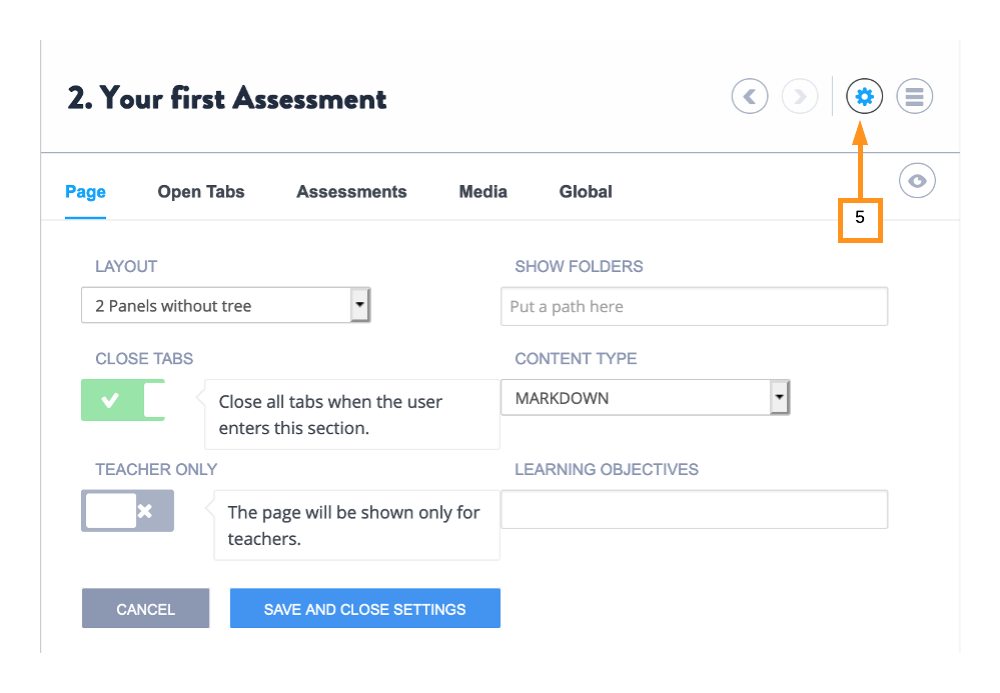 2. Your first Assessment
Page
Open Tabs
Assessments
Media
Global
5
LAYOUT
SHOW FOLDERS
2 Panels without tree
Put a path here
CLOSE TABS
CONTENT TYPE
Close all tabs when the user
enters this section.
MARKDOWN
TEACHER ONLY
LEARNING OBJECTIVES
The page will be shown only for
teachers.
CANCEL
SAVE AND CLOSE SETTINGS